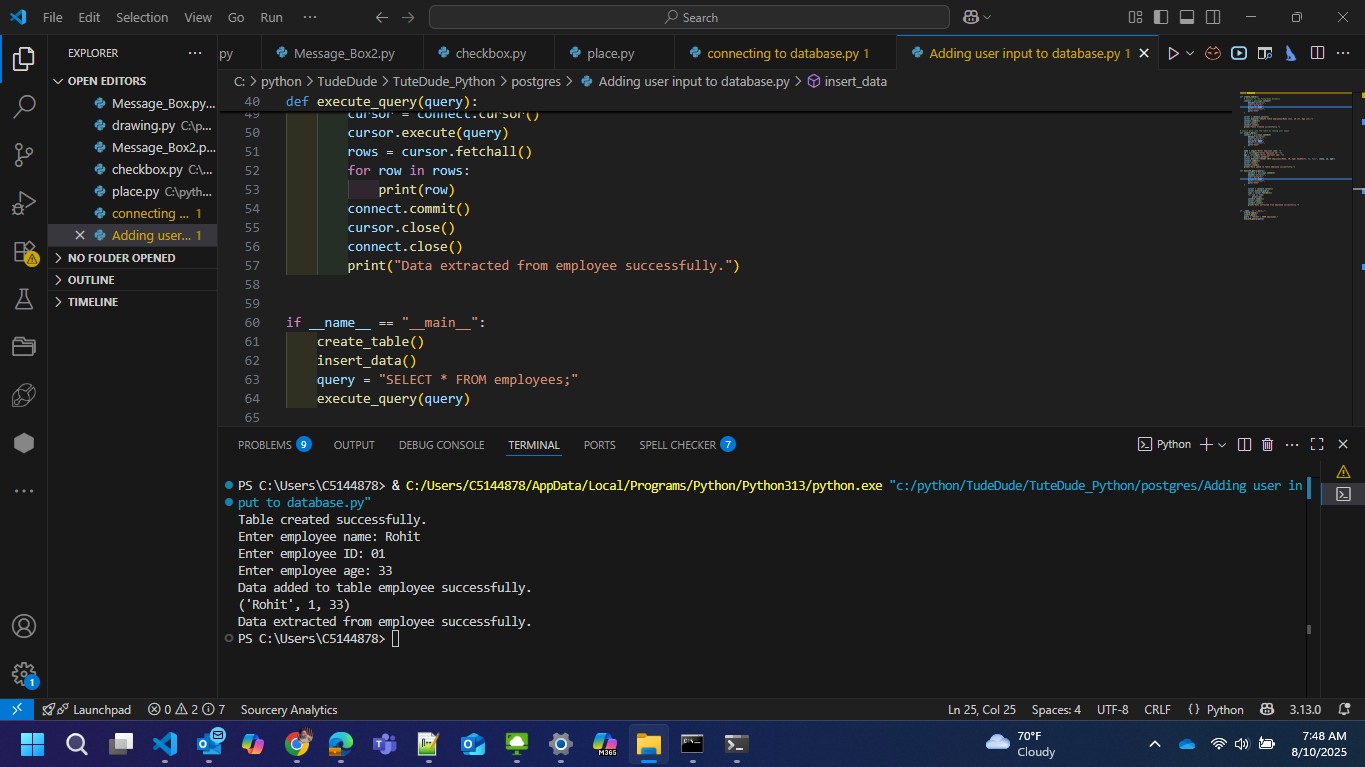 File Edit Selection View Go Run ···
Search
EXPLORER ···
OPEN EDITORS
Message_Box.py...
drawing.py C:\p...
Message_Box2.p...
checkbox.py C:\...
place.py C:\pyth...
connecting ... 1
Adding user... 1
NO FOLDER OPENED
OUTLINE
TIMELINE
py Message_Box2.py checkbox.py place.py connecting to database.py 1 Adding user input to database.py 1
C: > python > TudeDude > TuteDude_Python > postgres > Adding user input to database.py > insert_data
40 def execute_query(query):
49 cursor = connect.cursor()
50 cursor.execute(query)
51 rows = cursor.fetchall()
52 for row in rows:
53 print(row)
54 connect.commit()
55 cursor.close()
56 connect.close()
57 print("Data extracted from employee successfully.")
58
59
60 if __name__ == "__main__":
61 create_table()
62 insert_data()
63 query = "SELECT * FROM employees;"
64 execute_query(query)
65
PROBLEMS 9 OUTPUT DEBUG CONSOLE TERMINAL PORTS SPELL CHECKER 7
Python
PS C:\Users\C5144878> & C:/Users/C5144878/AppData/Local/Programs/Python/Python313/python.exe "c:/python/TudeDude/TuteDude_Python/postgres/Adding user in
put to database.py"
Table created successfully.
Enter employee name: Rohit
Enter employee ID: 01
Enter employee age: 33
Data added to table employee successfully.
('Rohit', 1, 33)
Data extracted from employee successfully.
PS C:\Users\C5144878>
1
Launchpad 0 2 7 Sourcery Analytics Ln 25, Col 25 Spaces: 4 UTF-8 CRLF {} Python 3.13.0
M365
70°F
Cloudy
7:48 AM
8/10/2025